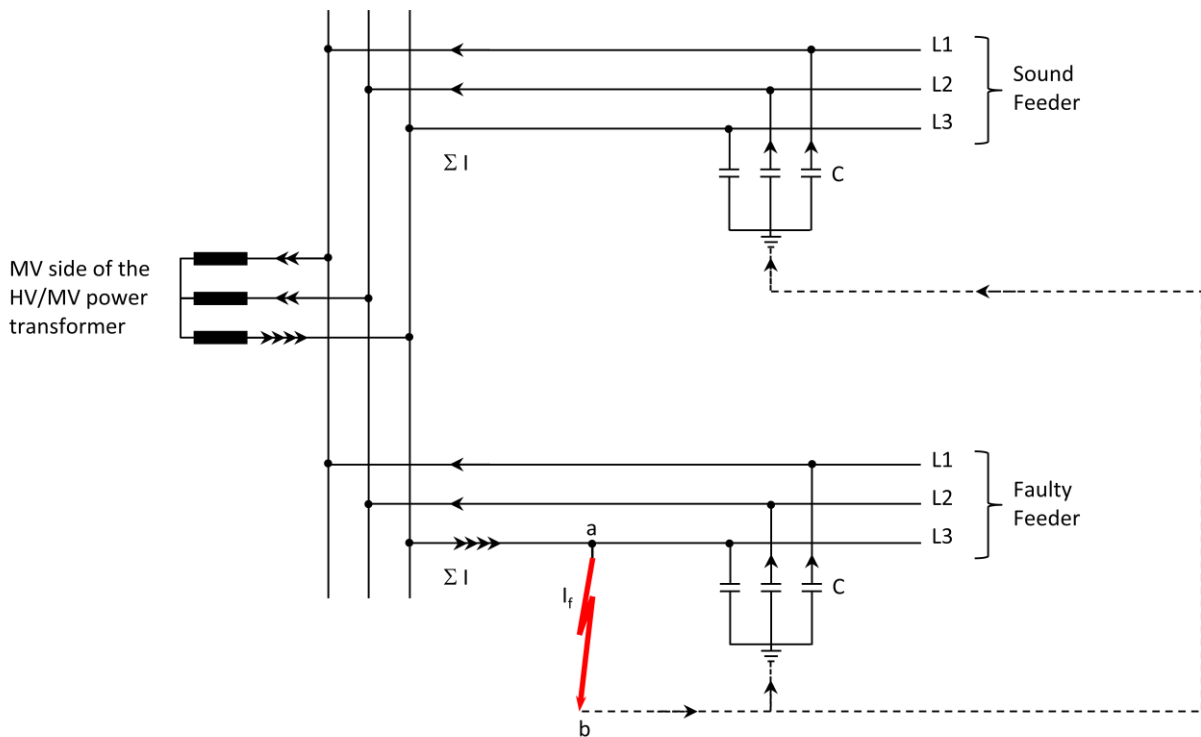 L1
L2
L3
Sound
Feeder
Σ I
C
MV side of the
HV/MV power
transformer
L1
L2
L3
Faulty
Feeder
a
Σ I
I_f
C
b